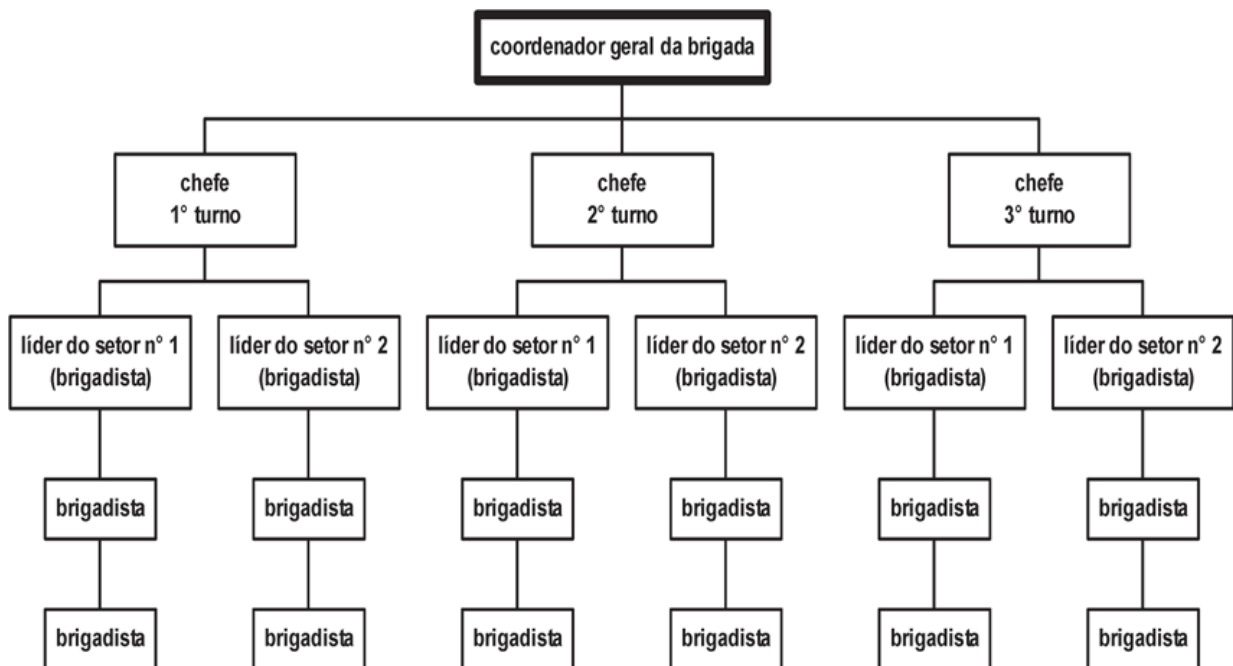 coordenador geral da brigada
chefe
1° turno
chefe
2° turno
chefe
3° turno
líder do setor n° 1
(brigadista)
líder do setor n° 2
(brigadista)
líder do setor n° 1
(brigadista)
líder do setor n° 2
(brigadista)
líder do setor n° 1
(brigadista)
líder do setor n° 2
(brigadista)
brigadista
brigadista
brigadista
brigadista
brigadista
brigadista
brigadista
brigadista
brigadista
brigadista
brigadista
brigadista